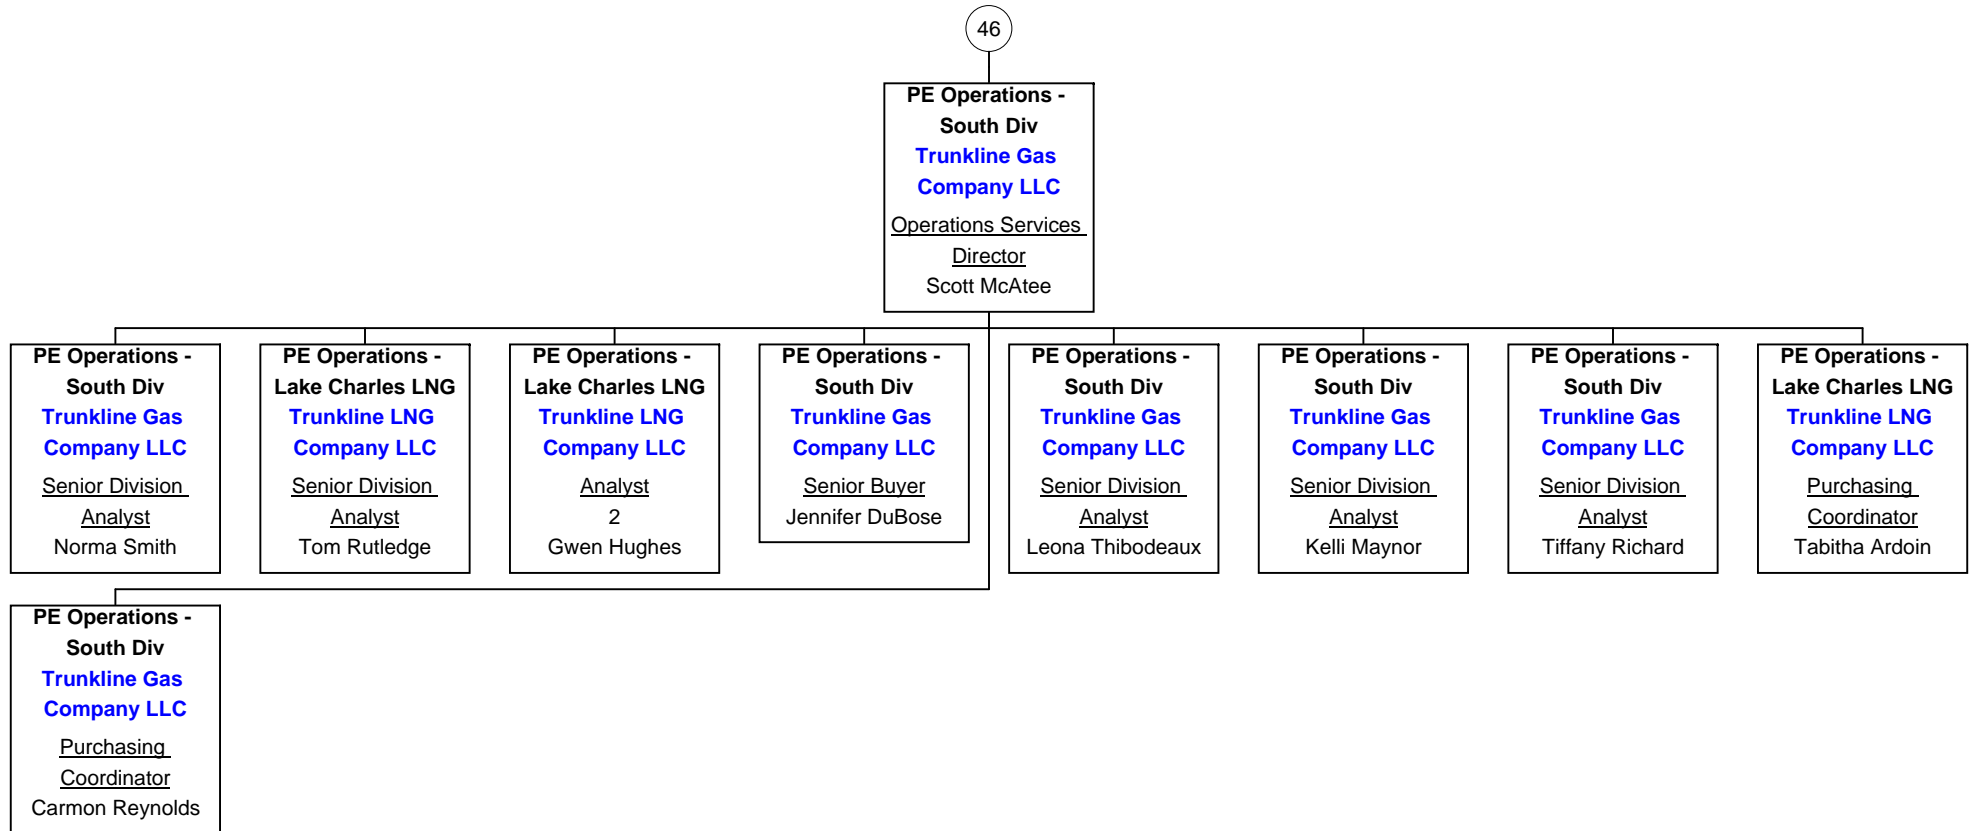 46
PE Operations -
South Div
Trunkline Gas
Company LLC
Operations Services
Director
Scott McAtee
PE Operations -
South Div
Trunkline Gas
Company LLC
Senior Division
Analyst
Norma Smith
PE Operations -
Lake Charles LNG
Trunkline LNG
Company LLC
Senior Division
Analyst
Tom Rutledge
PE Operations -
Lake Charles LNG
Trunkline LNG
Company LLC
Analyst
2
Gwen Hughes
PE Operations -
South Div
Trunkline Gas
Company LLC
Senior Buyer
Jennifer DuBose
PE Operations -
South Div
Trunkline Gas
Company LLC
Senior Division
Analyst
Leona Thibodeaux
PE Operations -
South Div
Trunkline Gas
Company LLC
Senior Division
Analyst
Kelli Maynor
PE Operations -
South Div
Trunkline Gas
Company LLC
Senior Division
Analyst
Tiffany Richard
PE Operations -
Lake Charles LNG
Trunkline LNG
Company LLC
Purchasing
Coordinator
Tabitha Ardoin
PE Operations -
South Div
Trunkline Gas
Company LLC
Purchasing
Coordinator
Carmon Reynolds